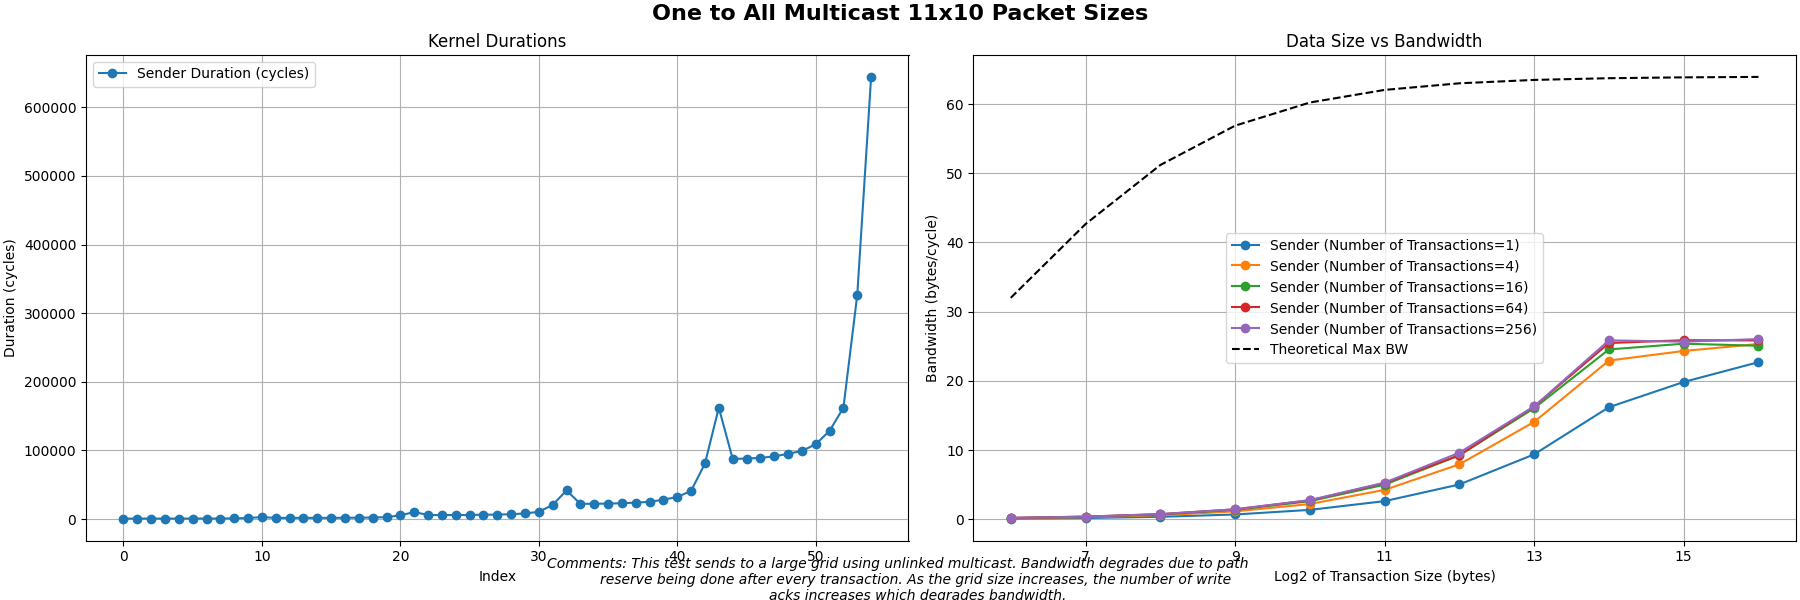 One to All Multicast 11x10 Packet Sizes
Kernel Durations
Sender Duration (cycles)
Duration (cycles)
600000
500000
400000
300000
200000
100000
0
0 10 20 30 40 50
Index
Data Size vs Bandwidth
Bandwidth (bytes/cycle)
60
50
40
30
20
10
0
Sender (Number of Transactions=1)
Sender (Number of Transactions=4)
Sender (Number of Transactions=16)
Sender (Number of Transactions=64)
Sender (Number of Transactions=256)
Theoretical Max BW
7 9 11 13 15
Log2 of Transaction Size (bytes)
Comments: This test sends to a large grid using unlinked multicast. Bandwidth degrades due to path
reserve being done after every transaction. As the grid size increases, the number of write
acks increases which degrades bandwidth.